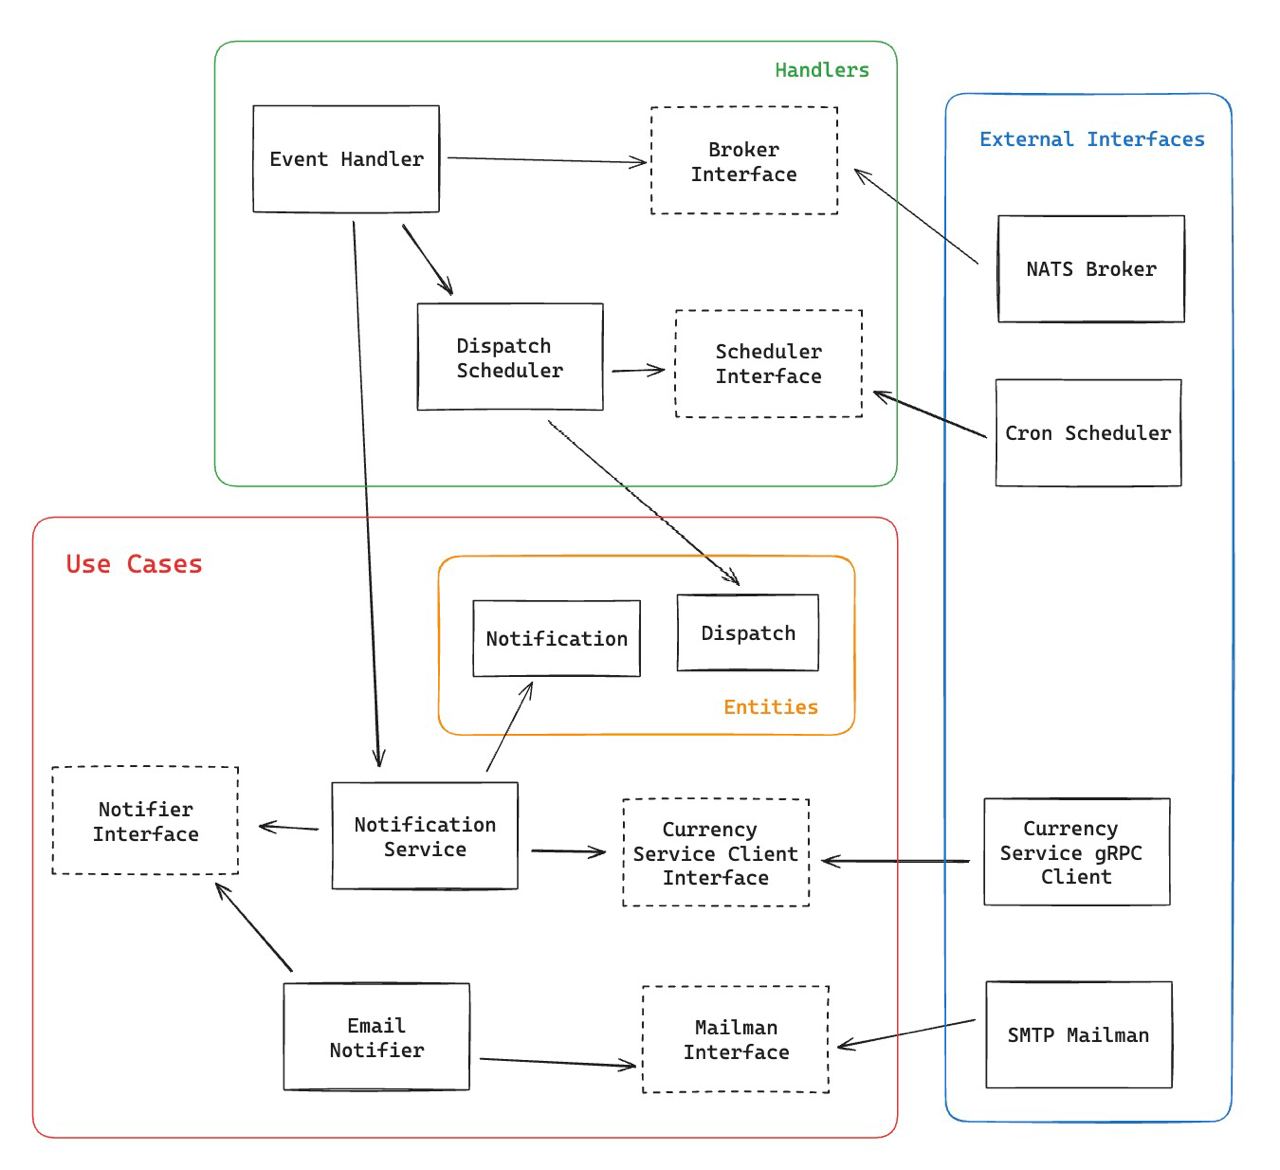 Handlers
Event Handler
Broker
Interface
External Interfaces
NATS Broker
Dispatch
Scheduler
Scheduler
Interface
Cron Scheduler
Use Cases
Notification
Dispatch
Entities
Notifier
Interface
Notification
Service
Currency
Service Client
Interface
Currency
Service gRPC
Client
Email
Notifier
Mailman
Interface
SMTP Mailman